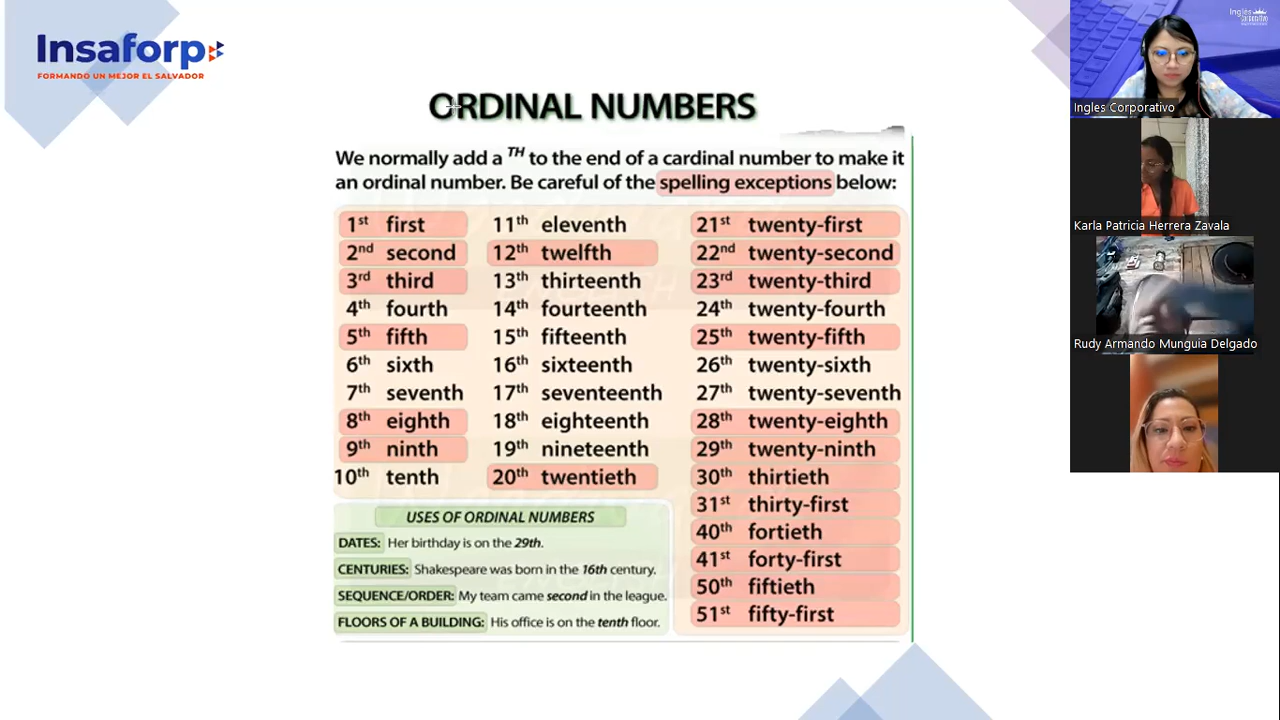 Insaforp
FORMANDO UN MEJOR EL SALVADOR
ORDINAL NUMBERS
We normally add a TH to the end of a cardinal number to make it
an ordinal number. Be careful of the spelling exceptions below:
1st first
2nd second
3rd third
4th fourth
5th fifth
6th sixth
7th seventh
8th eighth
9th ninth
10th tenth
11th eleventh
12th twelfth
13th thirteenth
14th fourteenth
15th fifteenth
16th sixteenth
17th seventeenth
18th eighteenth
19th nineteenth
20th twentieth
21st twenty-first
22nd twenty-second
23rd twenty-third
24th twenty-fourth
25th twenty-fifth
26th twenty-sixth
27th twenty-seventh
28th twenty-eighth
29th twenty-ninth
30th thirtieth
31st thirty-first
40th fortieth
41st forty-first
50th fiftieth
51st fifty-first
USES OF ORDINAL NUMBERS
DATES: Her birthday is on the 29th.
CENTURIES: Shakespeare was born in the 16th century.
SEQUENCE/ORDER: My team came second in the league.
FLOORS OF A BUILDING: His office is on the tenth floor.
Ingles Corporativo
Karla Patricia Herrera Zavala
Rudy Armando Munguia Delgado